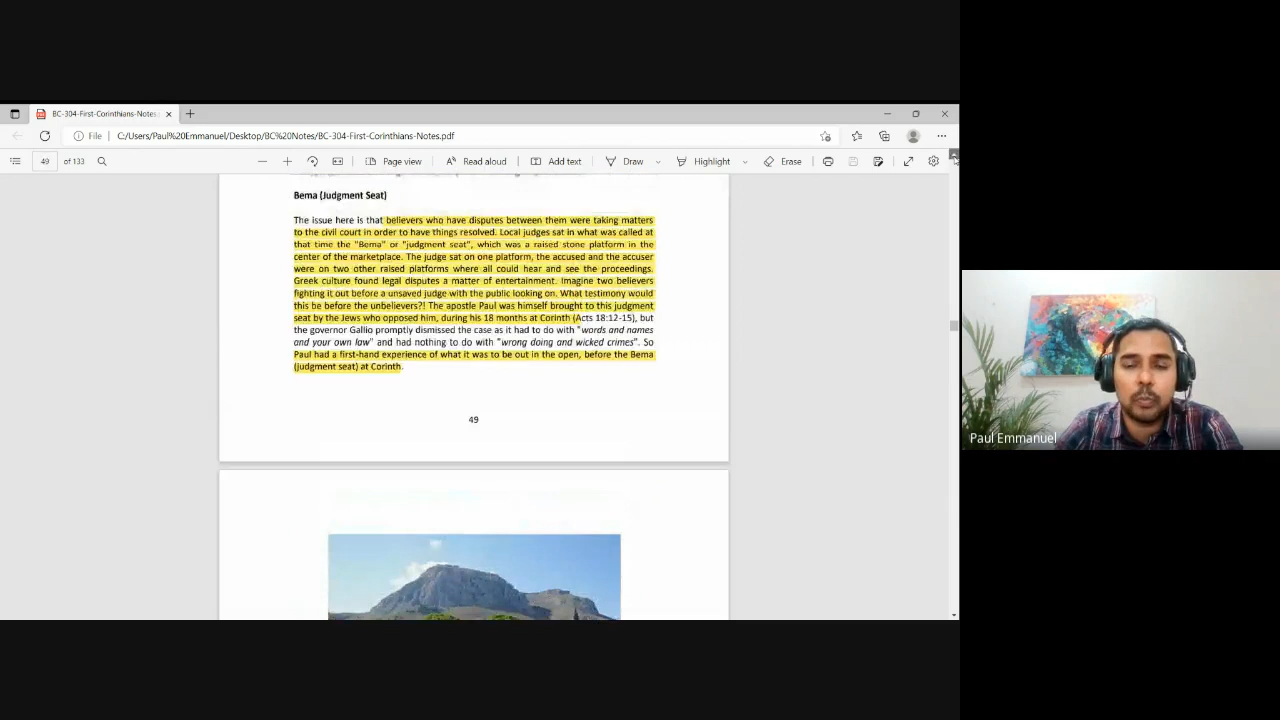 BC-304-First-Corinthians-Notes
File
C:/Users/Paul%20Emmanuel/Desktop/BC%20Notes/BC-304-First-Corinthians-Notes.pdf
49 of 133
Page view
Read aloud
Add text
Draw
Highlight
Erase
Bema (Judgment Seat)
The issue here is that believers who have disputes between them were taking matters
to the civil court in order to have things resolved. Local judges sat in what was called at
that time the "Bema" or "judgment seat", which was a raised stone platform in the
center of the marketplace. The judge sat on one platform, the accused and the accuser
were on two other raised platforms where all could hear and see the proceedings.
Greek culture found legal disputes a matter of entertainment. Imagine two believers
fighting it out before a unsaved judge with the public looking on. What testimony would
this be before the unbelievers?! The apostle Paul was himself brought to this judgment
seat by the Jews who opposed him, during his 18 months at Corinth (Acts 18:12-15), but
the governor Gallio promptly dismissed the case as it had to do with "words and names
and your own law" and had nothing to do with "wrong doing and wicked crimes". So
Paul had a first-hand experience of what it was to be out in the open, before the Bema
(judgment seat) at Corinth.
49
Paul Emmanuel